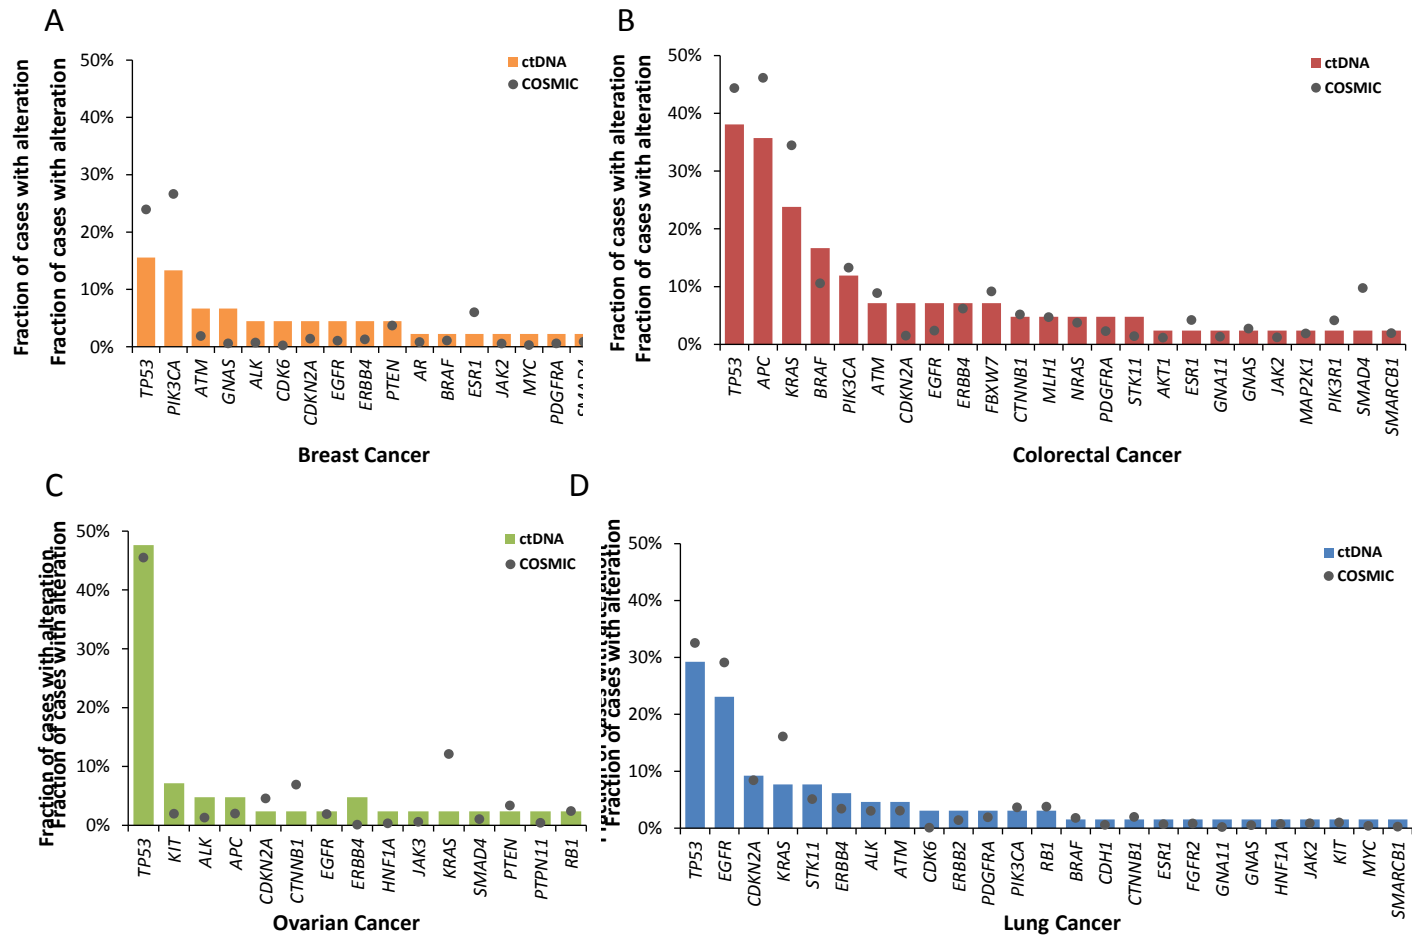 A
Fraction of cases with alteration
Fraction of cases with alteration
50%
40%
30%
20%
10%
0%
ctDNA
COSMIC
TP53
PIK3CA
ATM
GNAS
ALK
CDK6
CDKN2A
EGFR
ERBB4
PTEN
AR
BRAF
ESR1
JAK2
MYC
PDGFRA
SMAD4
Breast Cancer
B
Fraction of cases with alteration
Fraction of cases with alteration
50%
40%
30%
20%
10%
0%
ctDNA
COSMIC
TP53
APC
KRAS
BRAF
PIK3CA
ATM
CDKN2A
EGFR
ERBB4
FBXW7
CTNNB1
MLH1
NRAS
PDGFRA
STK11
AKT1
ESR1
GNA11
GNAS
JAK2
MAP2K1
PIK3R1
SMAD4
SMARCB1
Colorectal Cancer
C
Fraction of cases with alteration
Fraction of cases with alteration
50%
40%
30%
20%
10%
0%
ctDNA
COSMIC
TP53
KIT
ALK
APC
CDKN2A
CTNNB1
EGFR
ERBB4
HNF1A
JAK3
KRAS
SMAD4
PTEN
PTPN11
RB1
Ovarian Cancer
D
Fraction of cases with alteration
Fraction of cases with alteration
50%
40%
30%
20%
10%
0%
ctDNA
COSMIC
TP53
EGFR
CDKN2A
KRAS
STK11
ERBB4
ALK
ATM
CDK6
ERBB2
PDGFRA
PIK3CA
RB1
BRAF
CDH1
CTNNB1
ESR1
FGFR2
GNA11
GNAS
HNF1A
JAK2
KIT
MYC
SMARCB1
Lung Cancer